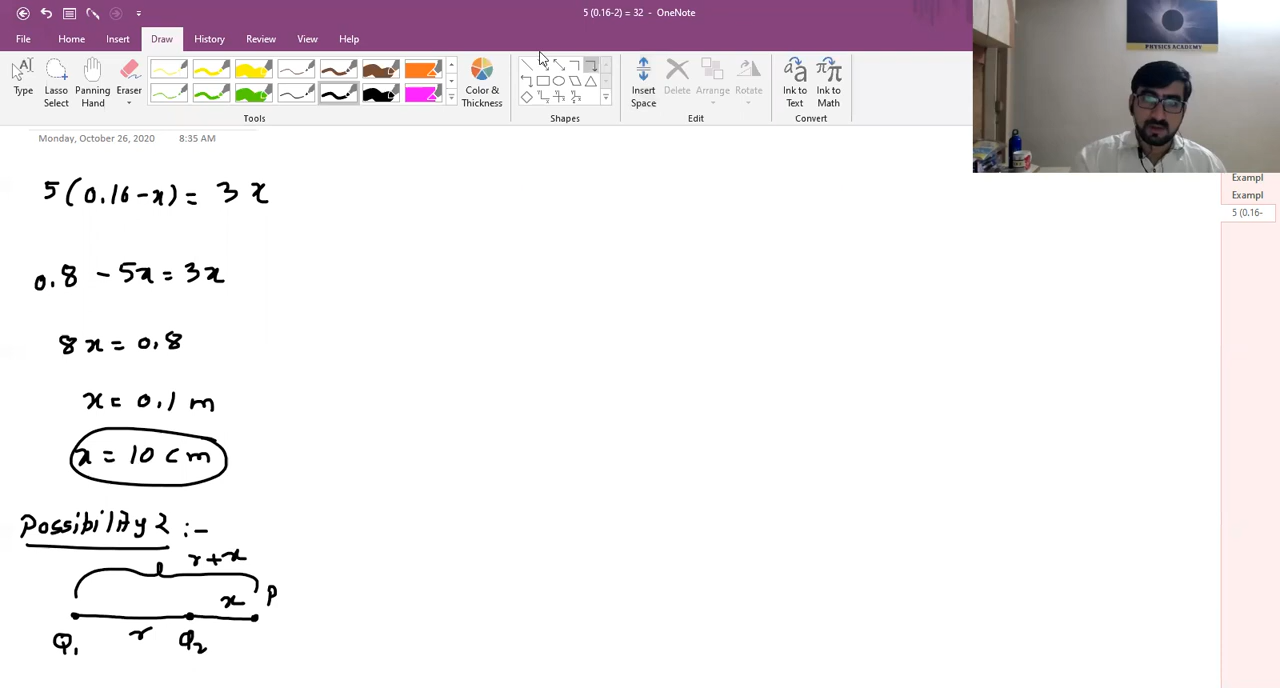 5 (0.16-2) = 32 - OneNote
File Home Insert Draw History Review View Help
Type
Lasso Select
Panning Hand
Eraser
Color & Thickness
Insert Space
Delete
Arrange
Rotate
Ink to Text
Ink to Math
Tools
Shapes
Edit
Convert
PHYSICS ACADEMY
Monday, October 26, 2020 8:35 AM
Exampl
Exampl
5 (0.16-
5(0.16-x) = 3x
0.8 - 5x = 3x
8x = 0.8
x = 0.1 m
x = 10 cm
Possibility 2 :-
r+x
x P
Q1 r Q2